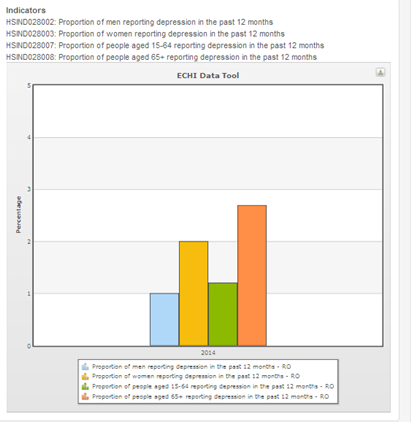 Indicators
HSIND028002: Proportion of men reporting depression in the past 12 months
HSIND028003: Proportion of women reporting depression in the past 12 months
HSIND028007: Proportion of people aged 15-64 reporting depression in the past 12 months
HSIND028008: Proportion of people aged 65+ reporting depression in the past 12 months
ECHI Data Tool
5
4
3
2
1
0
Percentage
2014
Proportion of men reporting depression in the past 12 months - RO
Proportion of women reporting depression in the past 12 months - RO
Proportion of people aged 15-64 reporting depression in the past 12 months - RO
Proportion of people aged 65+ reporting depression in the past 12 months - RO